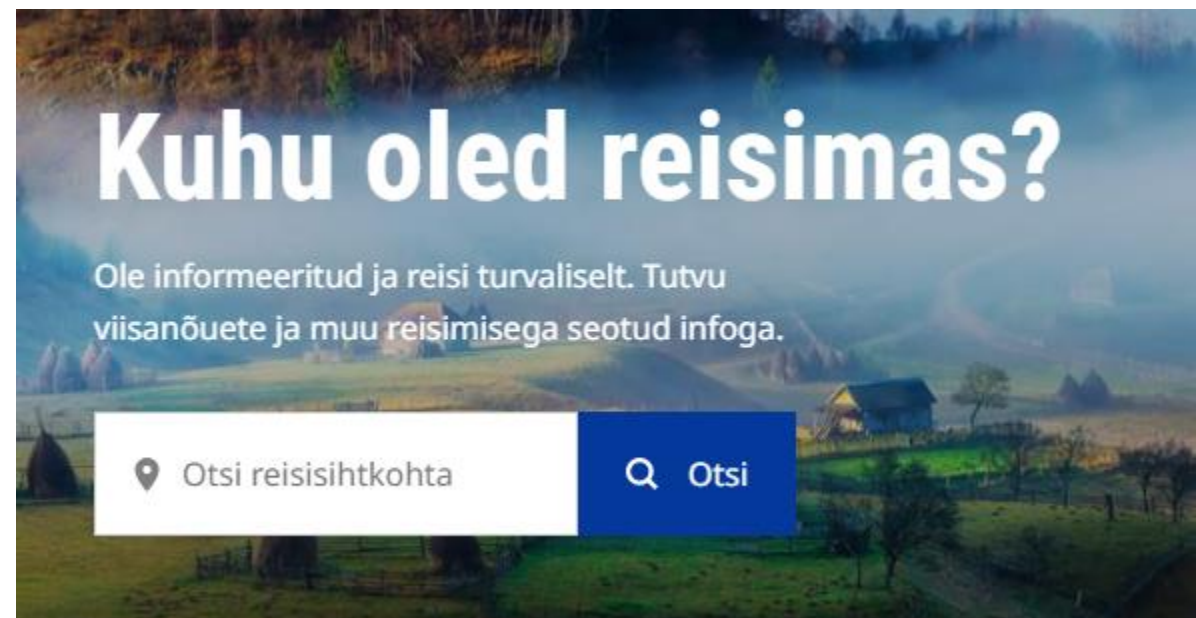 Kuhu oled reisimas?
Ole informeeritud ja reisi turvaliselt. Tutvu
viisanõuete ja muu reisimisega seotud infoga.
Otsi reisisihtkohta
Otsi